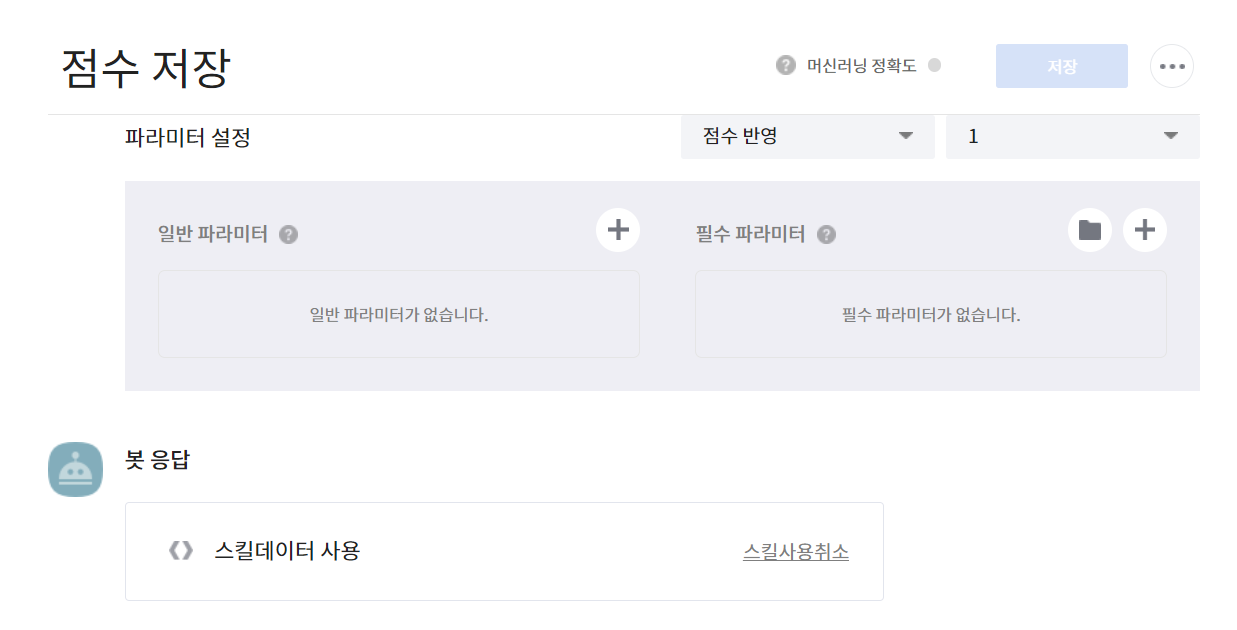 점수 저장
? 머신러닝 정확도
저장
파라미터 설정
점수 반영
1
일반 파라미터 ?
필수 파라미터 ?
일반 파라미터가 없습니다.
필수 파라미터가 없습니다.
봇 응답
스킬데이터 사용
스킬사용취소